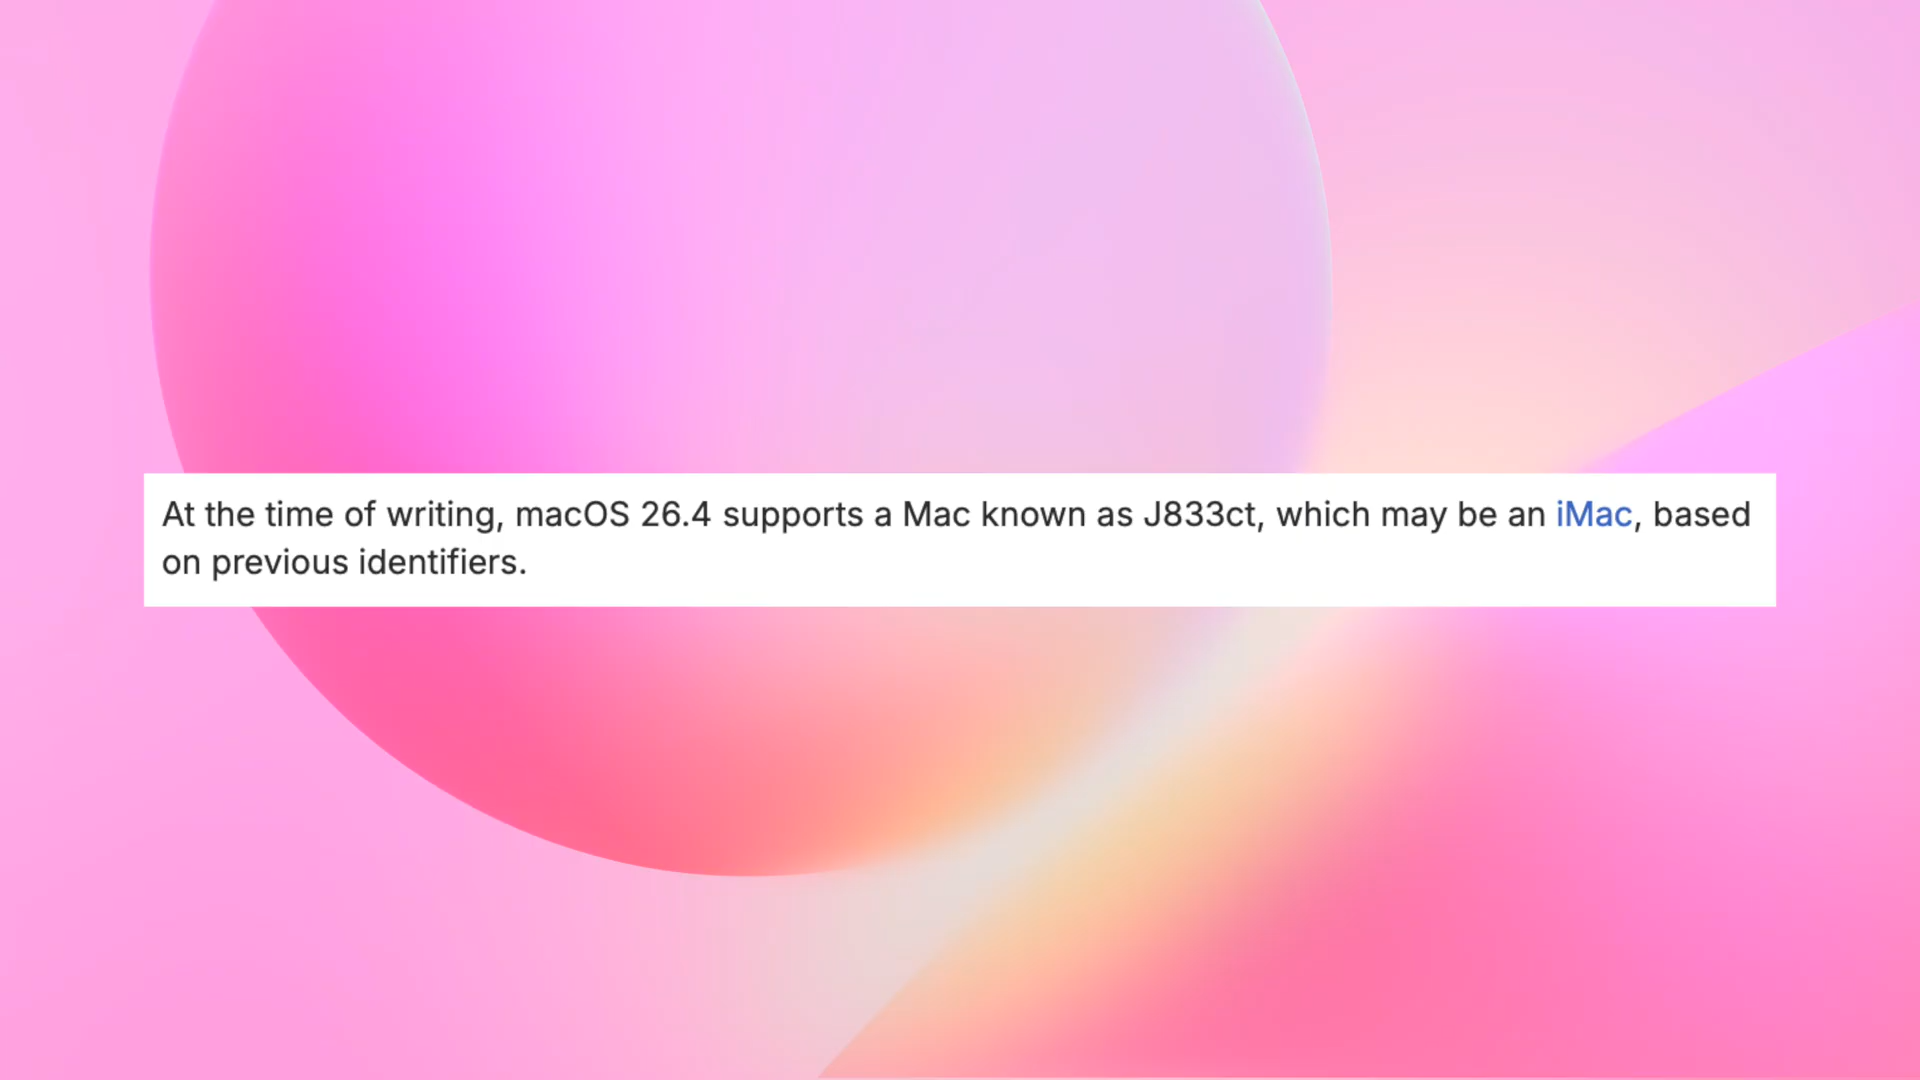 At the time of writing, macOS 26.4 supports a Mac known as J833ct, which may be an iMac, based
on previous identifiers.